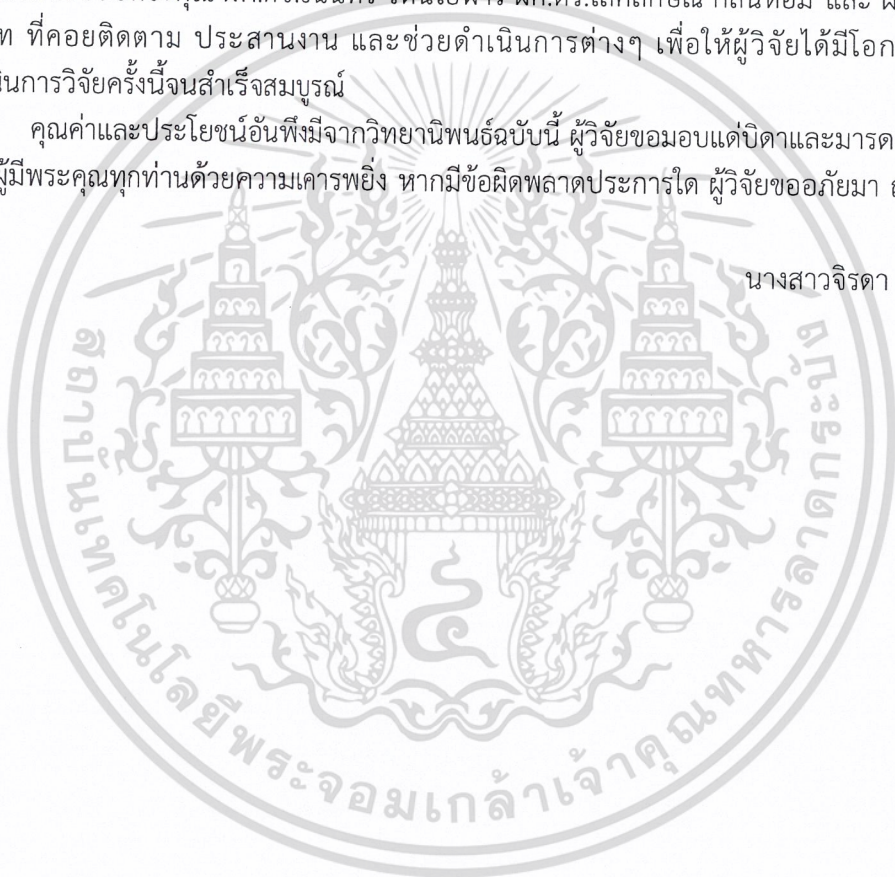 ท ที่คอยติดตาม ประสานงาน และช่วยดำเนินการต่างๆ เพื่อให้ผู้วิจัยได้มีโอก
นินการวิจัยครั้งนี้จนสำเร็จสมบูรณ์
คุณค่าและประโยชน์อันพึงมีจากวิทยานิพนธ์ฉบับนี้ ผู้วิจัยขอมอบแด่บิดาและมารด
ผู้มีพระคุณทุกท่านด้วยความเคารพยิ่ง หากมีข้อผิดพลาดประการใด ผู้วิจัยขออภัยมา ณ
นางสาวจิรดา
สถาบันเทคโนโลยีพระจอมเกล้าเจ้าคุณทหารลาดกระบัง
๔